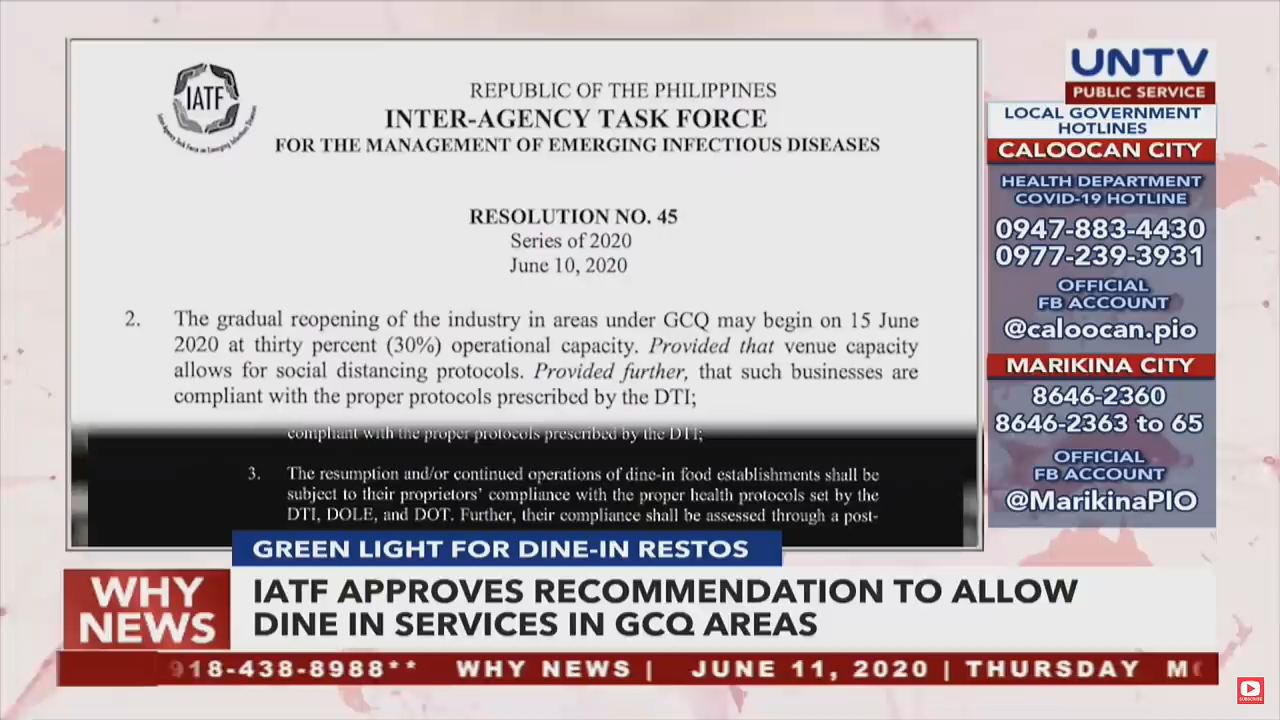 IATF
REPUBLIC OF THE PHILIPPINES
INTER-AGENCY TASK FORCE
FOR THE MANAGEMENT OF EMERGING INFECTIOUS DISEASES
RESOLUTION NO. 45
Series of 2020
June 10, 2020
2. The gradual reopening of the industry in areas under GCQ may begin on 15 June
2020 at thirty percent (30%) operational capacity. Provided that venue capacity
allows for social distancing protocols. Provided further, that such businesses are
compliant with the proper protocols prescribed by the DTI;
compliant with the proper protocols prescribed by the DTI;
3. The resumption and/or continued operations of dine-in food establishments shall be
subject to their proprietors' compliance with the proper health protocols set by the
DTI, DOLE, and DOT. Further, their compliance shall be assessed through a post-
UNTV
PUBLIC SERVICE
LOCAL GOVERNMENT
HOTLINES
CALOOCAN CITY
HEALTH DEPARTMENT
COVID-19 HOTLINE
0947-883-4430
0977-239-3931
OFFICIAL
FB ACCOUNT
@caloocan.pio
MARIKINA CITY
8646-2360
8646-2363 to 65
OFFICIAL
FB ACCOUNT
@MarikinaPIO
GREEN LIGHT FOR DINE-IN RESTOS
WHY
NEWS
IATF APPROVES RECOMMENDATION TO ALLOW
DINE IN SERVICES IN GCQ AREAS
918-438-8988** WHY NEWS | JUNE 11, 2020 | THURSDAY M
SUBSCRIBE